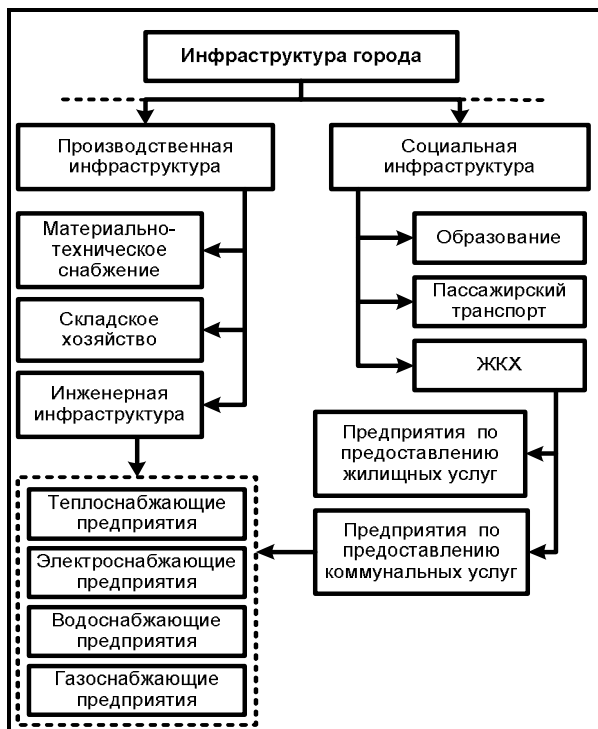 Инфраструктура города
Производственная
инфраструктура
Социальная
инфраструктура
Материально-
техническое
снабжение
Складское
хозяйство
Инженерная
инфраструктура
Образование
Пассажирский
транспорт
ЖКХ
Предприятия по
предоставлению
жилищных услуг
Предприятия по
предоставлению
коммунальных услуг
Теплоснабжающие
предприятия
Электроснабжающие
предприятия
Водоснабжающие
предприятия
Газоснабжающие
предприятия